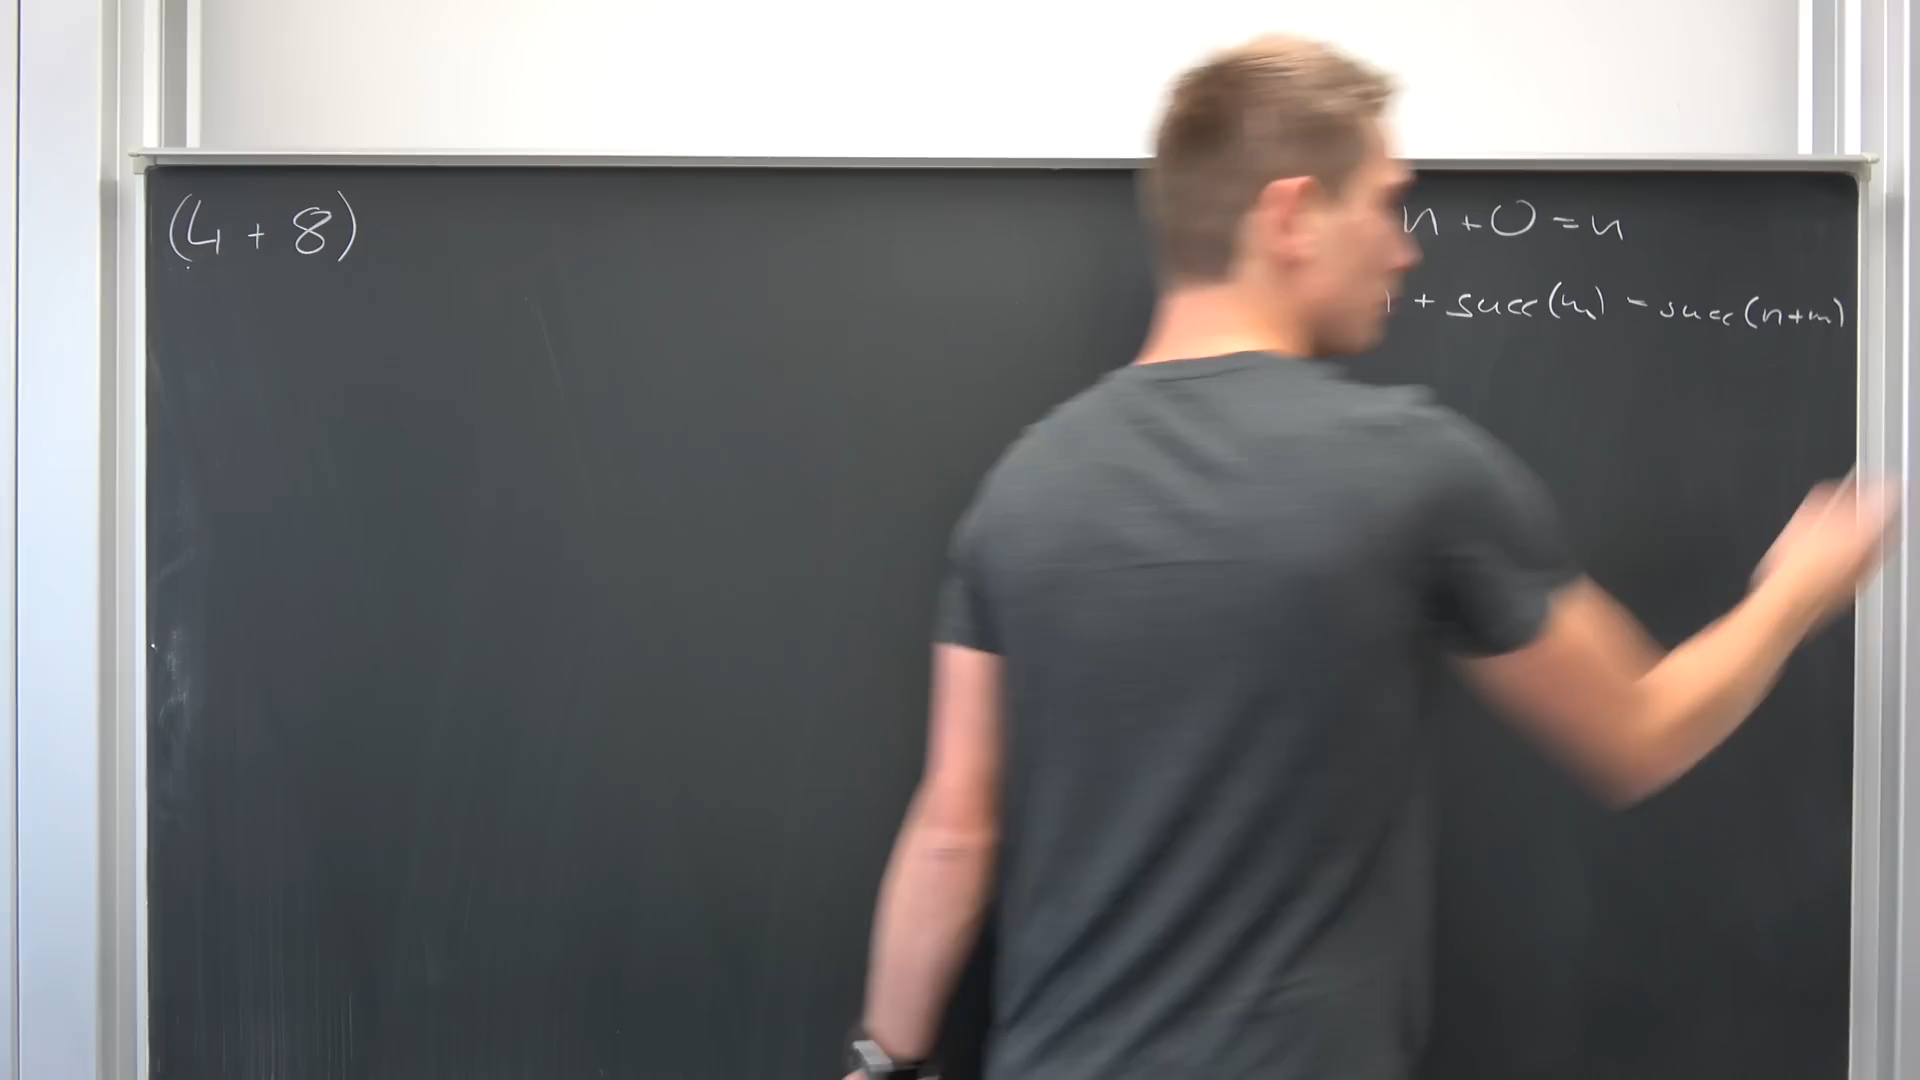 (4 + 8)
n + 0 = n
+ succ(m) = succ(n+m)